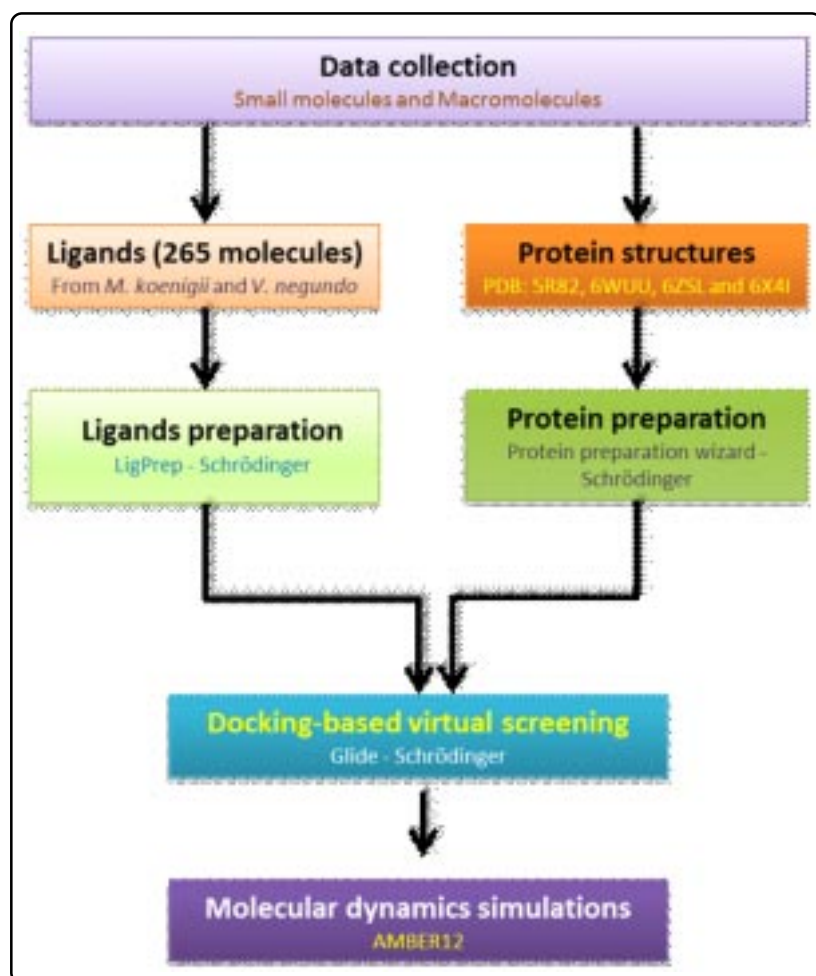 Data collection
Small molecules and Macromolecules
Ligands (265 molecules)
From M. koenigii and V. negundo
Protein structures
PDB: 5R82, 6WUU, 6ZSL and 6X4I
Ligands preparation
LigPrep - Schrödinger
Protein preparation
Protein preparation wizard -
Schrödinger
Docking-based virtual screening
Glide - Schrödinger
Molecular dynamics simulations
AMBER12